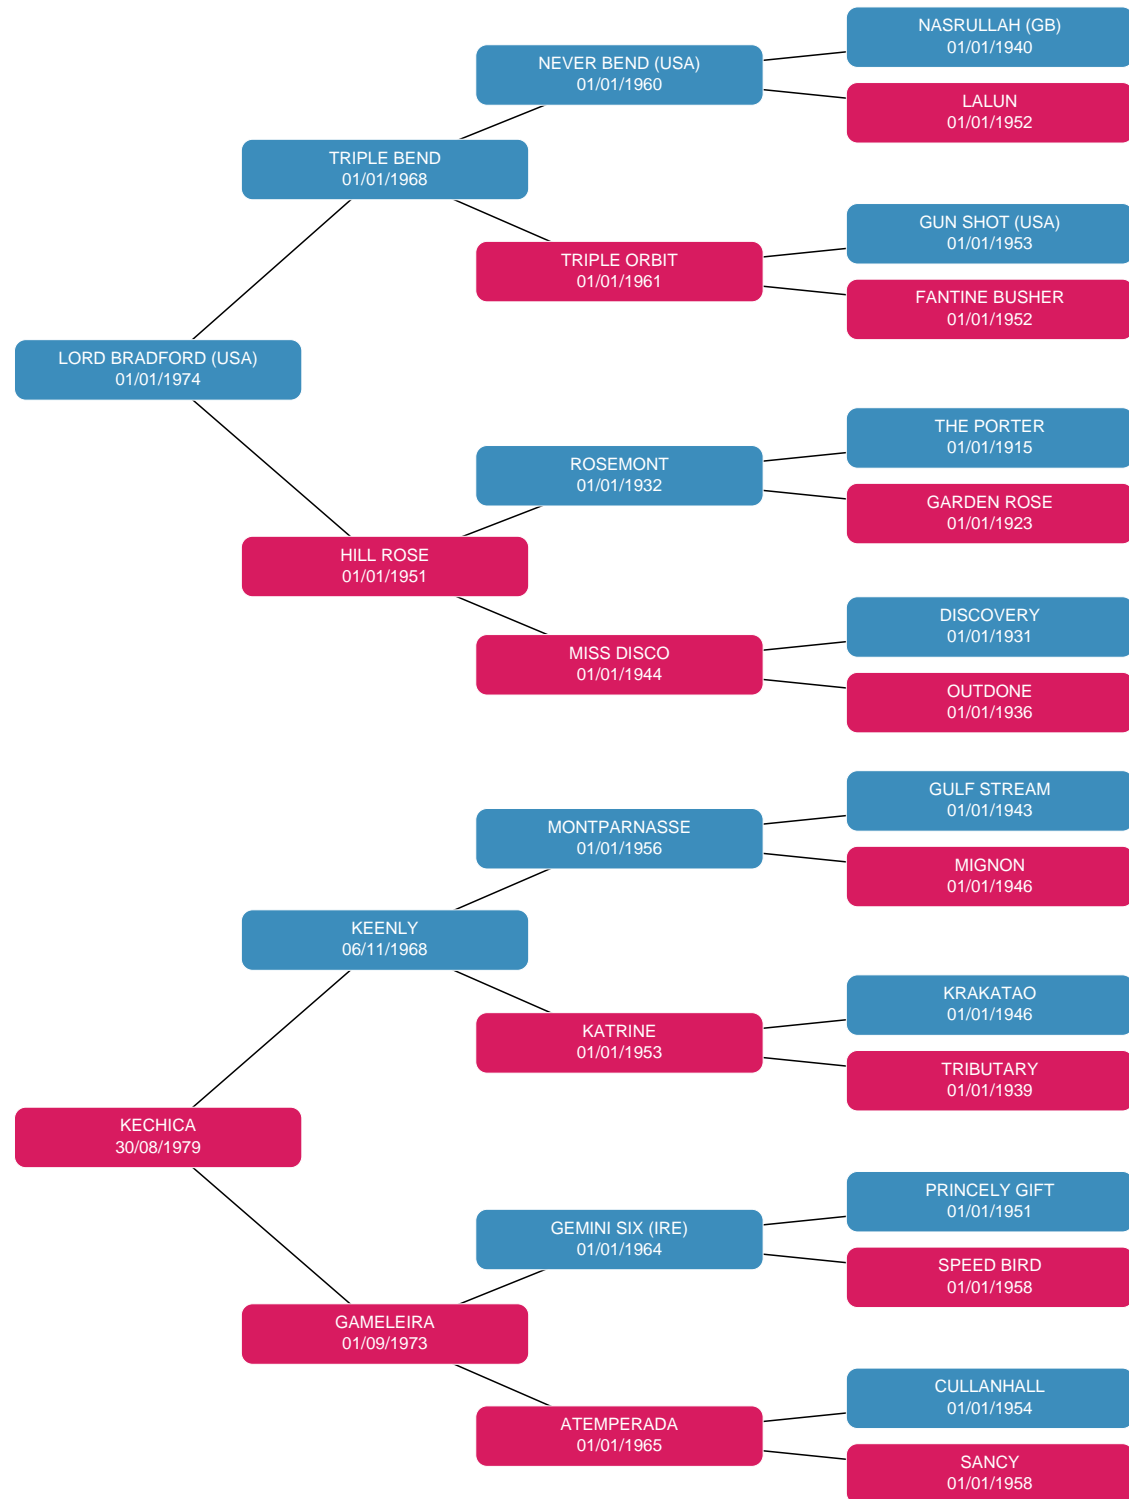 NASRULLAH (GB)
01/01/1940
NEVER BEND (USA)
01/01/1960
LALUN
01/01/1952
TRIPLE BEND
01/01/1968
GUN SHOT (USA)
01/01/1953
TRIPLE ORBIT
01/01/1961
FANTINE BUSHER
01/01/1952
LORD BRADFORD (USA)
01/01/1974
THE PORTER
01/01/1915
ROSEMONT
01/01/1932
GARDEN ROSE
01/01/1923
HILL ROSE
01/01/1951
DISCOVERY
01/01/1931
MISS DISCO
01/01/1944
OUTDONE
01/01/1936
GULF STREAM
01/01/1943
MONTPARNASSE
01/01/1956
MIGNON
01/01/1946
KEENLY
06/11/1968
KRAKATAO
01/01/1946
KATRINE
01/01/1953
TRIBUTARY
01/01/1939
KECHICA
30/08/1979
PRINCELY GIFT
01/01/1951
GEMINI SIX (IRE)
01/01/1964
SPEED BIRD
01/01/1958
GAMELEIRA
01/09/1973
CULLANHALL
01/01/1954
ATEMPERADA
01/01/1965
SANCY
01/01/1958